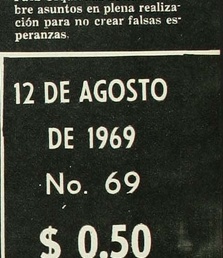 bre asuntos en plena realiza-
ción para no crear falsas es-
peranzas.
12 DE AGOSTO
DE 1969
No. 69
$ 0.50